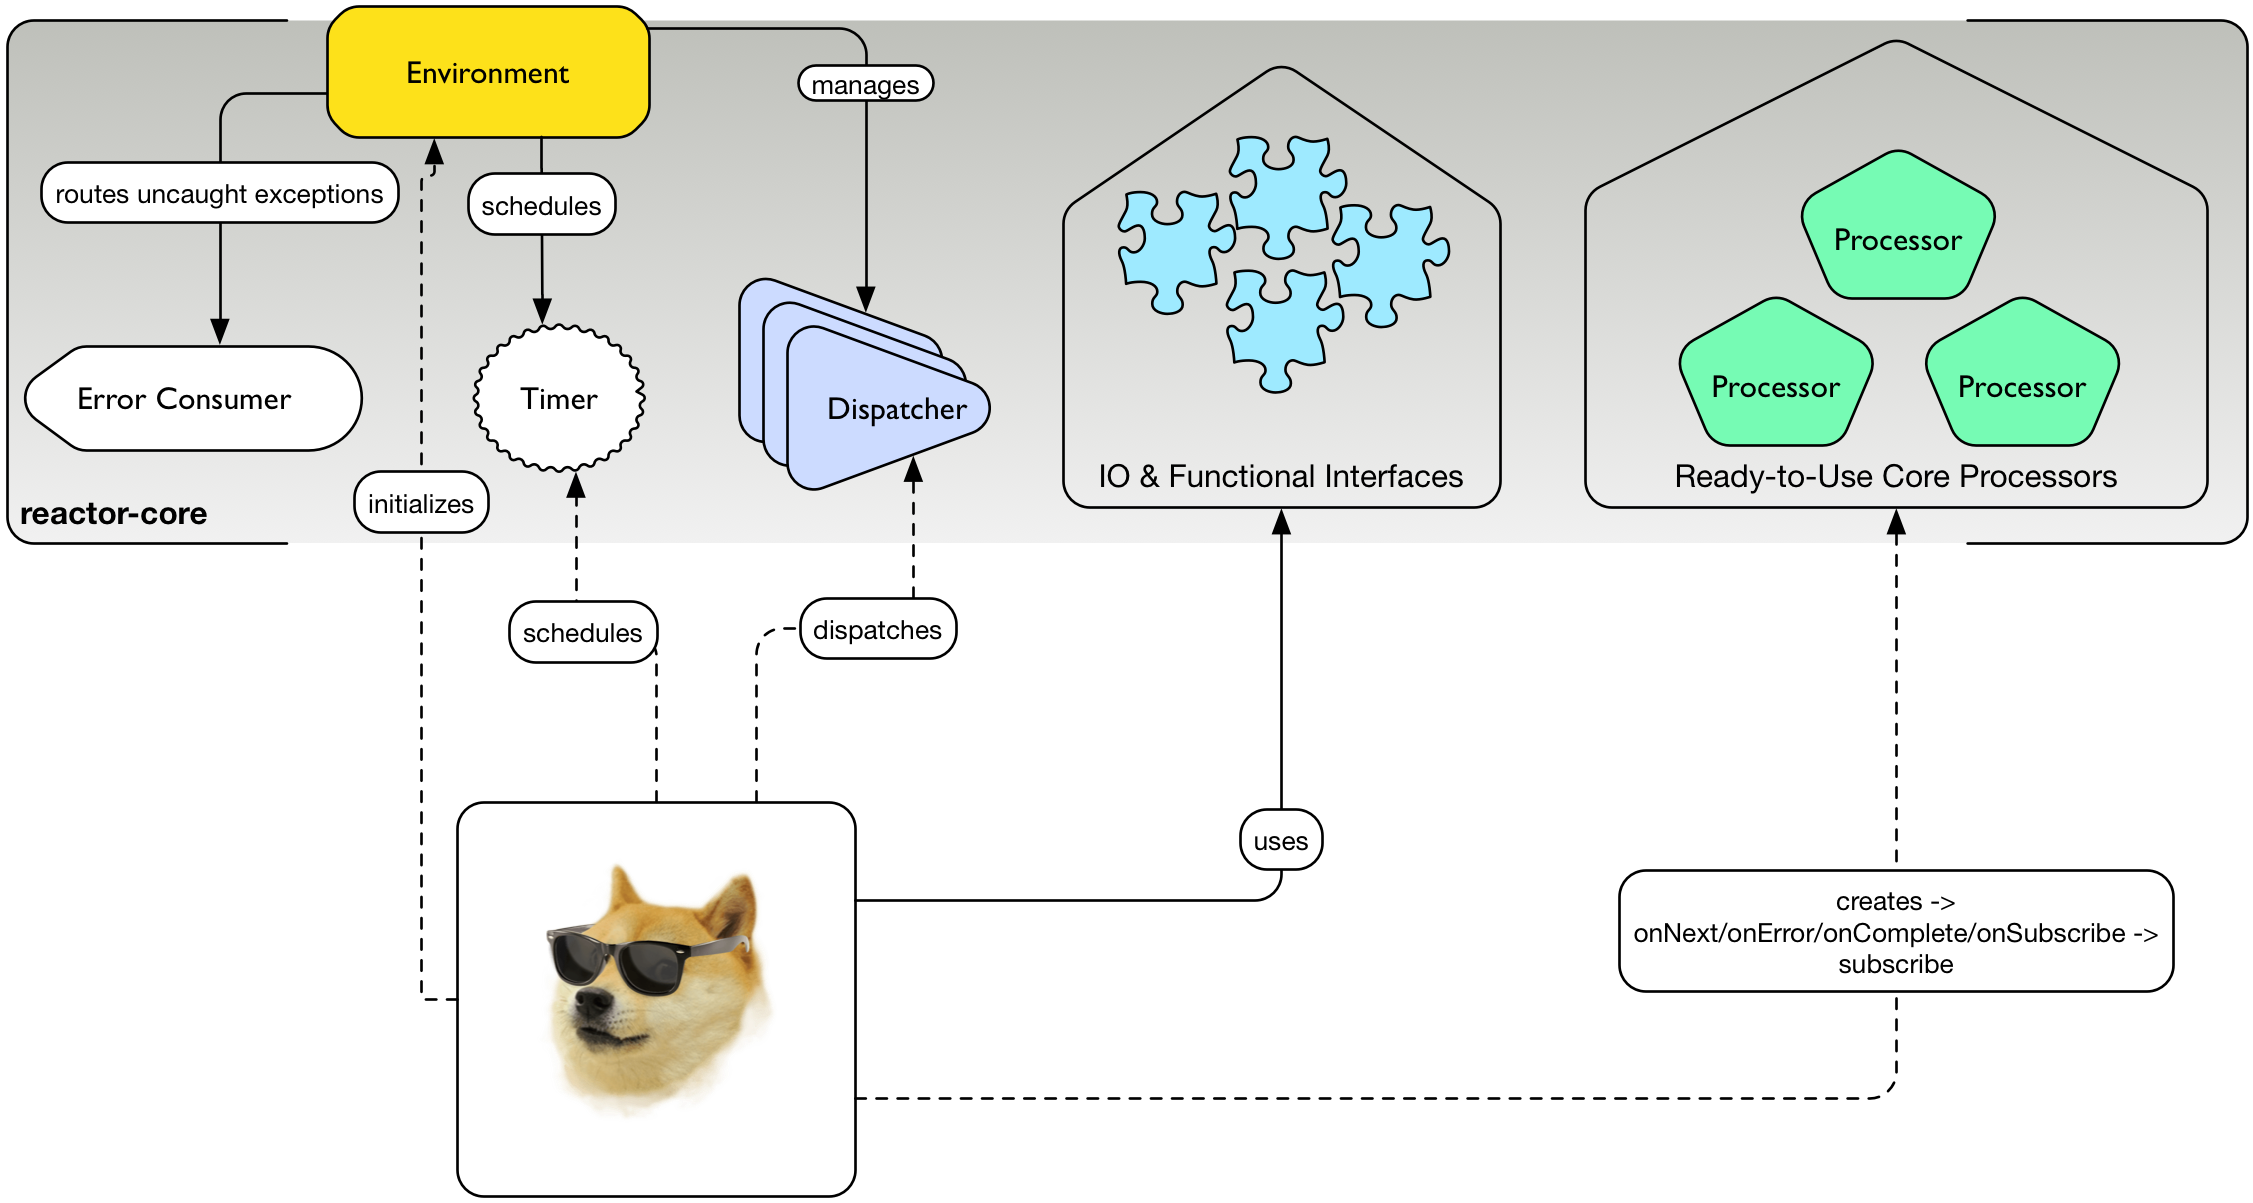 Environment
manages
routes uncaught exceptions
schedules
Error Consumer
Timer
Dispatcher
initializes
reactor-core
IO & Functional Interfaces
Processor
Processor
Processor
Ready-to-Use Core Processors
schedules
dispatches
uses
creates ->
onNext/onError/onComplete/onSubscribe ->
subscribe